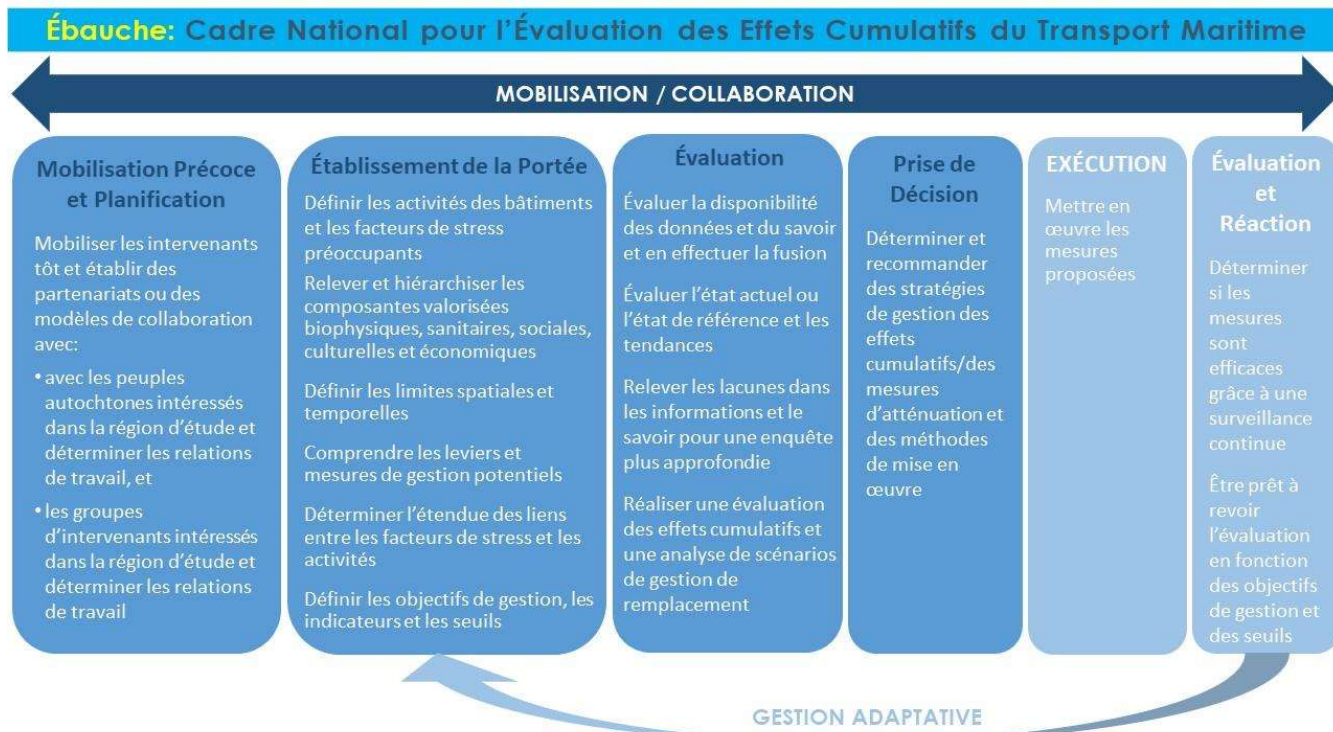 Ébauche: Cadre National pour l’Évaluation des Effets Cumulatifs du Transport Maritime
MOBILISATION / COLLABORATION
Mobilisation Précoce
et Planification
Mobiliser les intervenants
tôt et établir des
partenariats ou des
modèles de collaboration
avec:
• avec les peuples
autochtones intéressés
dans la région d’étude et
déterminer les relations
de travail, et
• les groupes
d’intervenants intéressés
dans la région d’étude et
déterminer les relations
de travail
Établissement de la Portée
Définir les activités des bâtiments
et les facteurs de stress
préoccupants
Relever et hiérarchiser les
composantes valorisées
biophysiques, sanitaires, sociales,
culturelles et économiques
Définir les limites spatiales et
temporelles
Comprendre les leviers et
mesures de gestion potentiels
Déterminer l’étendue des liens
entre les facteurs de stress et les
activités
Définir les objectifs de gestion, les
indicateurs et les seuils
Évaluation
Évaluer la disponibilité
des données et du savoir
et en effectuer la fusion
Évaluer l’état actuel ou
l’état de référence et les
tendances
Relever les lacunes dans
les informations et le
savoir pour une enquête
plus approfondie
Réaliser une évaluation
des effets cumulatifs et
une analyse de scénarios
de gestion de
remplacement
Prise de
Décision
Déterminer et
recommander
des stratégies
de gestion des
effets
cumulatifs/des
mesures
d’atténuation et
des méthodes
de mise en
œuvre
EXÉCUTION
Mettre en
œuvre les
mesures
proposées
Évaluation
et
Réaction
Déterminer
si les
mesures
sont
efficaces
grâce à une
surveillance
continue
Être prêt à
revoir
l’évaluation
en fonction
des objectifs
de gestion et
des seuils
GESTION ADAPTATIVE